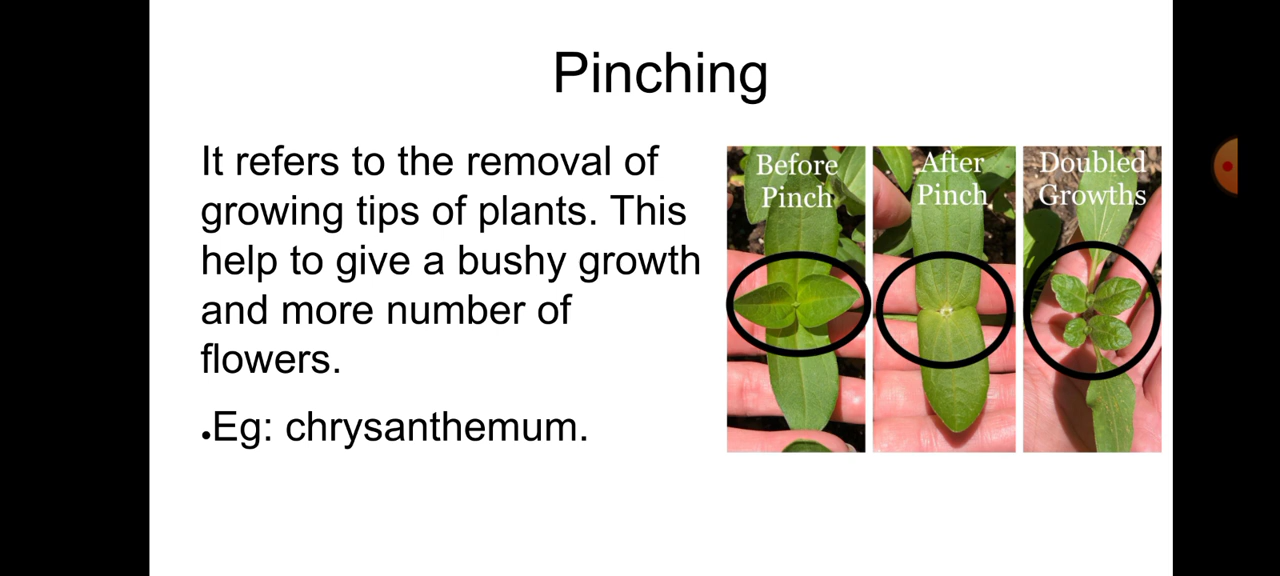 Pinching
It refers to the removal of
growing tips of plants. This
help to give a bushy growth
and more number of
flowers.
•Eg: chrysanthemum.
Before
Pinch
After
Pinch
Doubled
Growths